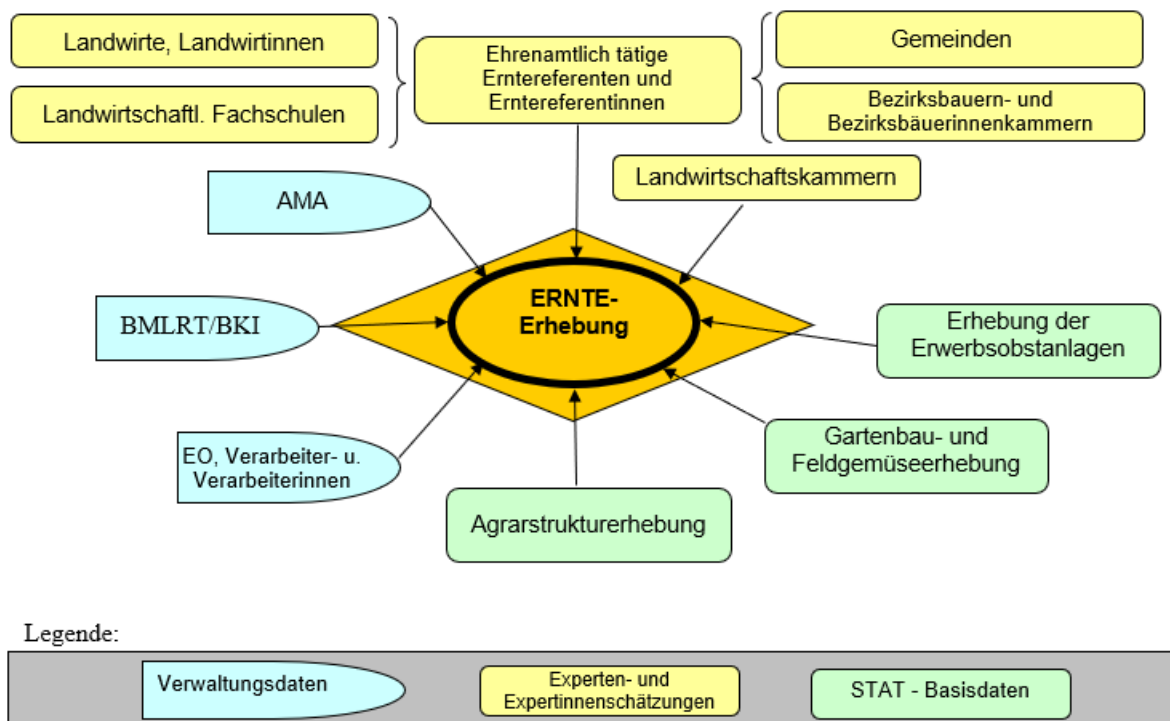 Landwirte, Landwirtinnen
Landwirtschaftl. Fachschulen
Ehrenamtlich tätige
Erntereferenten und
Erntereferentinnen
Gemeinden
Bezirksbauern- und
Bezirksbäuerinnenkammern
Landwirtschaftskammern
AMA
BMLRT/BKI
EO, Verarbeiter- u.
Verarbeiterinnen
ERNTE-
Erhebung
Erhebung der
Erwerbsobstanlagen
Gartenbau- und
Feldgemüseerhebung
Agrarstrukturerhebung
Legende:
Verwaltungsdaten
Experten- und
Expertinnenschätzungen
STAT - Basisdaten